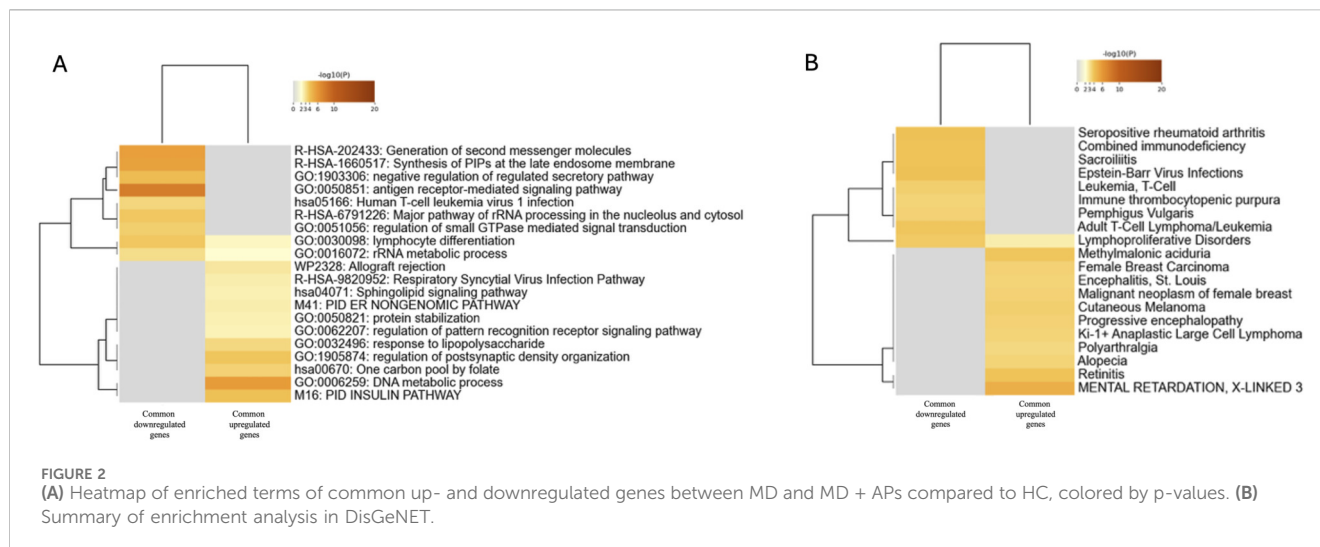 A
-log10(P)
0 2 3 4 6 10 20
R-HSA-202433: Generation of second messenger molecules
R-HSA-1660517: Synthesis of PIPs at the late endosome membrane
GO:1903306: negative regulation of regulated secretory pathway
GO:0050851: antigen receptor-mediated signaling pathway
hsa05166: Human T-cell leukemia virus 1 infection
R-HSA-6791226: Major pathway of rRNA processing in the nucleolus and cytosol
GO:0051056: regulation of small GTPase mediated signal transduction
GO:0030098: lymphocyte differentiation
GO:0016072: rRNA metabolic process
WP2328: Allograft rejection
R-HSA-9820952: Respiratory Syncytial Virus Infection Pathway
hsa04071: Sphingolipid signaling pathway
M41: PID ER NONGENOMIC PATHWAY
GO:0050821: protein stabilization
GO:0062207: regulation of pattern recognition receptor signaling pathway
GO:0032496: response to lipopolysaccharide
GO:1905874: regulation of postsynaptic density organization
hsa00670: One carbon pool by folate
GO:0006259: DNA metabolic process
M16: PID INSULIN PATHWAY
Common
downregulated
genes
Common
upregulated
genes
B
-log10(P)
0 2 3 4 6 10 20
Seropositive rheumatoid arthritis
Combined immunodeficiency
Sacroiliitis
Epstein-Barr Virus Infections
Leukemia, T-Cell
Immune thrombocytopenic purpura
Pemphigus Vulgaris
Adult T-Cell Lymphoma/Leukemia
Lymphoproliferative Disorders
Methylmalonic aciduria
Female Breast Carcinoma
Encephalitis, St. Louis
Malignant neoplasm of female breast
Cutaneous Melanoma
Progressive encephalopathy
Ki-1+ Anaplastic Large Cell Lymphoma
Polyarthralgia
Alopecia
Retinitis
MENTAL RETARDATION, X-LINKED 3
Common
downregulated
genes
Common
upregulated
genes
FIGURE 2
(A) Heatmap of enriched terms of common up- and downregulated genes between MD and MD + APs compared to HC, colored by p-values. (B)
Summary of enrichment analysis in DisGeNET.